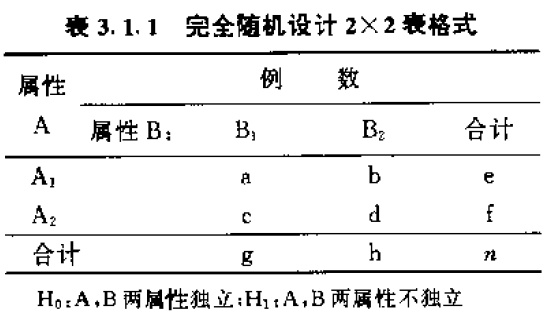 表 3.1.1 完全随机设计 2×2 表格式
属性 例 数
A 属性 B: B₁ B₂ 合计
A₁ a b e
A₂ c d f
合计 g h n
H₀:A,B 两属性独立;H₁:A,B 两属性不独立